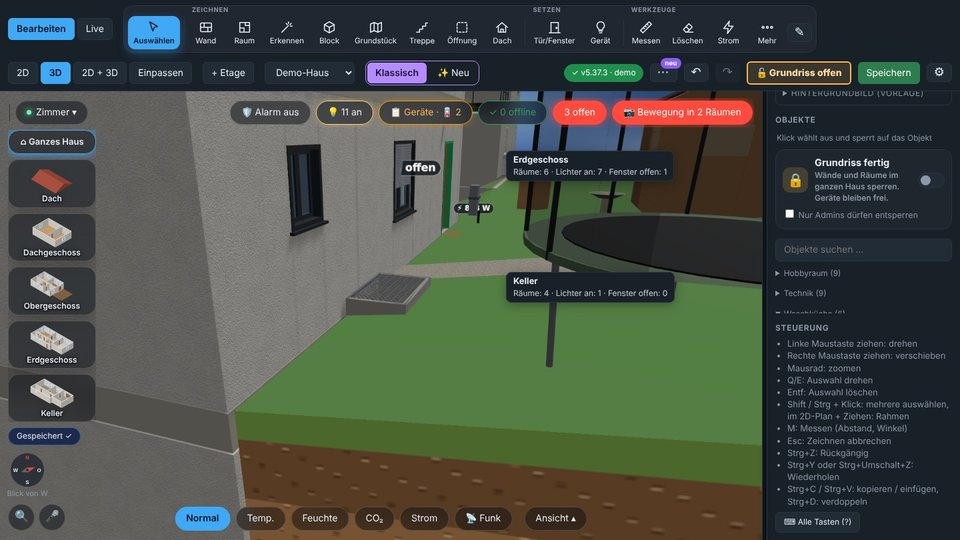 ZEICHNEN
SETZEN
WERKZEUGE
Bearbeiten
Live
Auswählen
Wand
Raum
Erkennen
Block
Grundstück
Treppe
Öffnung
Dach
Tür/Fenster
Gerät
Messen
Löschen
Strom
Mehr
2D
3D
2D + 3D
Einpassen
+ Etage
Demo-Haus
Klassisch
✨ Neu
✓ v5.37.3 · demo
neu
Grundriss offen
Speichern
Zimmer ▾
Alarm aus
11 an
Geräte · 2
✓ 0 offline
3 offen
Bewegung in 2 Räumen
⌂ Ganzes Haus
Dach
Dachgeschoss
Obergeschoss
Erdgeschoss
Keller
Gespeichert ✓
N
W
O
S
Blick von W
offen
W
Erdgeschoss
Räume: 6 · Lichter an: 7 · Fenster offen: 1
Keller
Räume: 4 · Lichter an: 1 · Fenster offen: 0
Normal
Temp.
Feuchte
CO₂
Strom
Funk
Ansicht ▴
▸ HINTERGRUNDBILD (VORLAGE)
OBJEKTE
Klick wählt aus und sperrt auf das Objekt
Grundriss fertig
Wände und Räume im
ganzen Haus sperren.
Geräte bleiben frei.
Nur Admins dürfen entsperren
Objekte suchen ...
▸ Hobbyraum (9)
▸ Technik (9)
STEUERUNG
• Linke Maustaste ziehen: drehen
• Rechte Maustaste ziehen: verschieben
• Mausrad: zoomen
• Q/E: Auswahl drehen
• Entf: Auswahl löschen
• Shift / Strg + Klick: mehrere auswählen,
im 2D-Plan + Ziehen: Rahmen
• M: Messen (Abstand, Winkel)
• Esc: Zeichnen abbrechen
• Strg+Z: Rückgängig
• Strg+Y oder Strg+Umschalt+Z:
Wiederholen
• Strg+C / Strg+V: kopieren / einfügen,
Strg+D: verdoppeln
Alle Tasten (?)